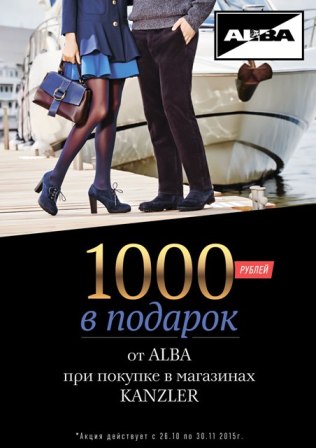 ALBA
1000
РУБЛЕЙ
в подарок
от ALBA
при покупке в магазинах
KANZLER
*Акция действует с 26.10 по 30.11 2015г.